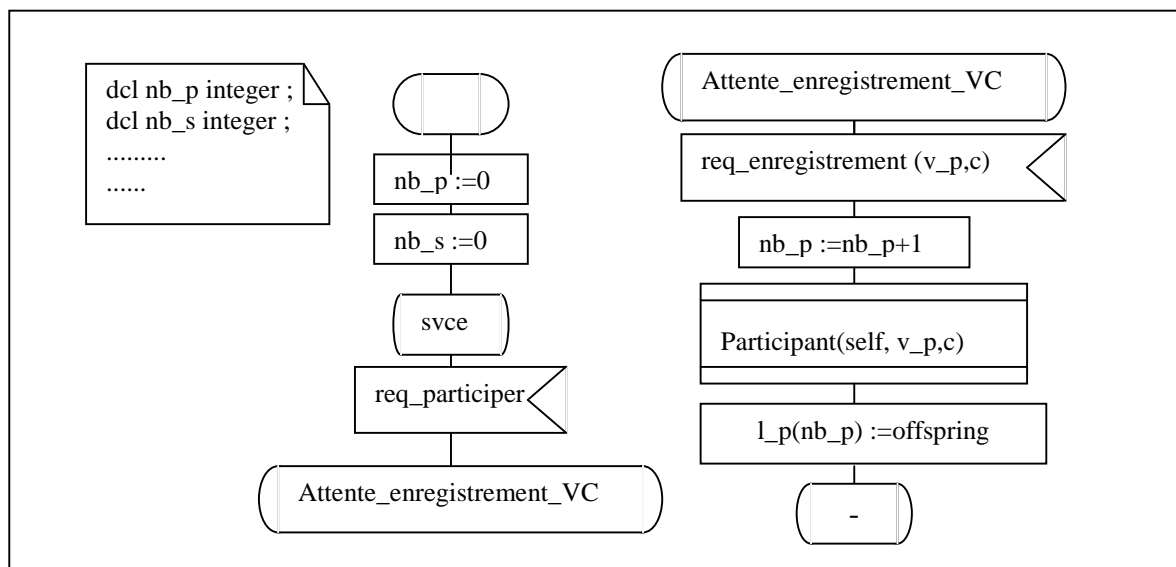 dcl nb_p integer ;
dcl nb_s integer ;
.........
......
nb_p :=0
nb_s :=0
svce
req_participer
Attente_enregistrement_VC
Attente_enregistrement_VC
req_enregistrement (v_p,c)
nb_p :=nb_p+1
Participant(self, v_p,c)
l_p(nb_p) :=offspring
-